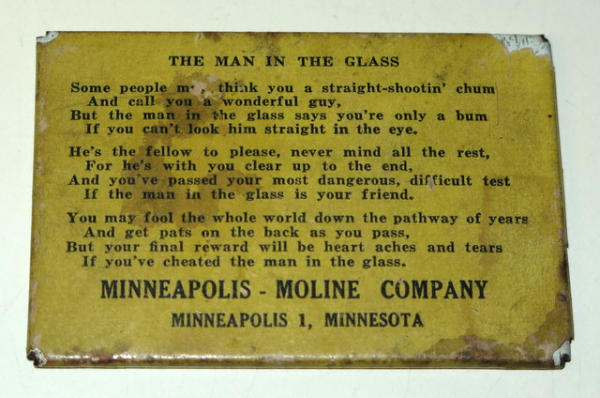 THE MAN IN THE GLASS
Some people m, think you a straight-shootin' chum
And call you a wonderful guy,
But the man in the glass says you're only a bum
If you can't look him straight in the eye.
He's the fellow to please, never mind all the rest,
For he's with you clear up to the end,
And you've passed your most dangerous, difficult test
If the man in the glass is your friend.
You may fool the whole world down the pathway of years
And get pats on the back as you pass,
But your final reward will be heart aches and tears
If you've cheated the man in the glass.
MINNEAPOLIS - MOLINE COMPANY
MINNEAPOLIS 1, MINNESOTA